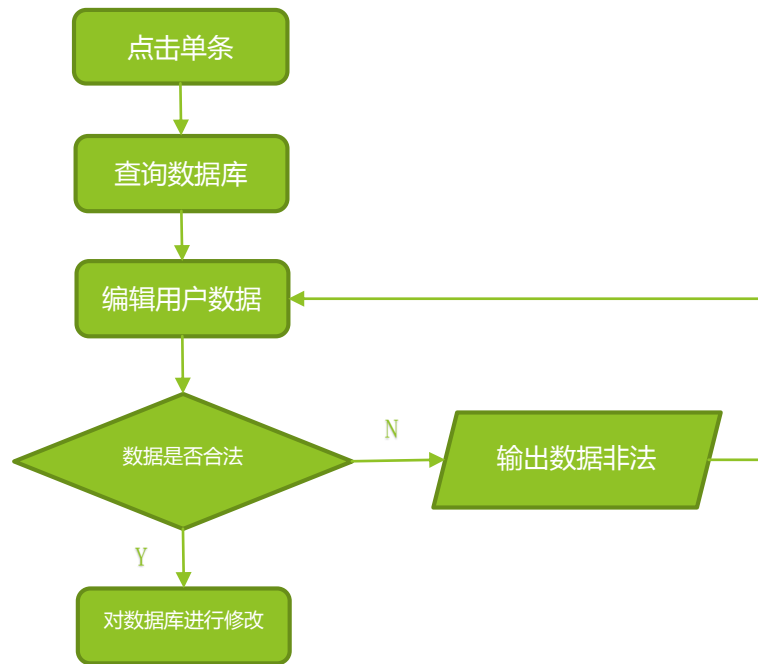 点击单条
查询数据库
编辑用户数据
数据是否合法
N
输出数据非法
Y
对数据库进行修改